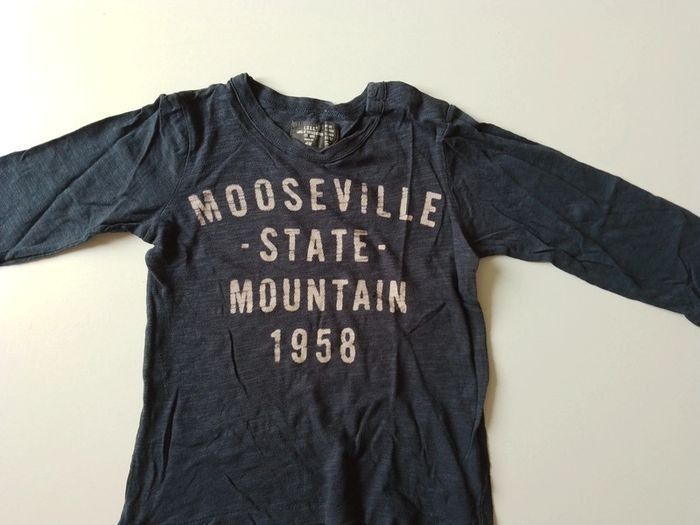 MOOSEVILLE
- STATE -
MOUNTAIN
1958